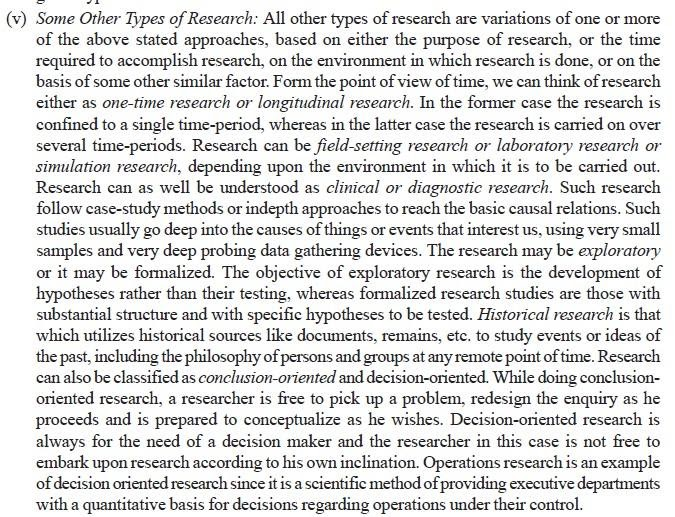 (v) Some Other Types of Research: All other types of research are variations of one or more
of the above stated approaches, based on either the purpose of research, or the time
required to accomplish research, on the environment in which research is done, or on the
basis of some other similar factor. Form the point of view of time, we can think of research
either as one-time research or longitudinal research. In the former case the research is
confined to a single time-period, whereas in the latter case the research is carried on over
several time-periods. Research can be field-setting research or laboratory research or
simulation research, depending upon the environment in which it is to be carried out.
Research can as well be understood as clinical or diagnostic research. Such research
follow case-study methods or indepth approaches to reach the basic causal relations. Such
studies usually go deep into the causes of things or events that interest us, using very small
samples and very deep probing data gathering devices. The research may be exploratory
or it may be formalized. The objective of exploratory research is the development of
hypotheses rather than their testing, whereas formalized research studies are those with
substantial structure and with specific hypotheses to be tested. Historical research is that
which utilizes historical sources like documents, remains, etc. to study events or ideas of
the past, including the philosophy of persons and groups at any remote point of time. Research
can also be classified as conclusion-oriented and decision-oriented. While doing conclusion-
oriented research, a researcher is free to pick up a problem, redesign the enquiry as he
proceeds and is prepared to conceptualize as he wishes. Decision-oriented research is
always for the need of a decision maker and the researcher in this case is not free to
embark upon research according to his own inclination. Operations research is an example
of decision oriented research since it is a scientific method of providing executive departments
with a quantitative basis for decisions regarding operations under their control.